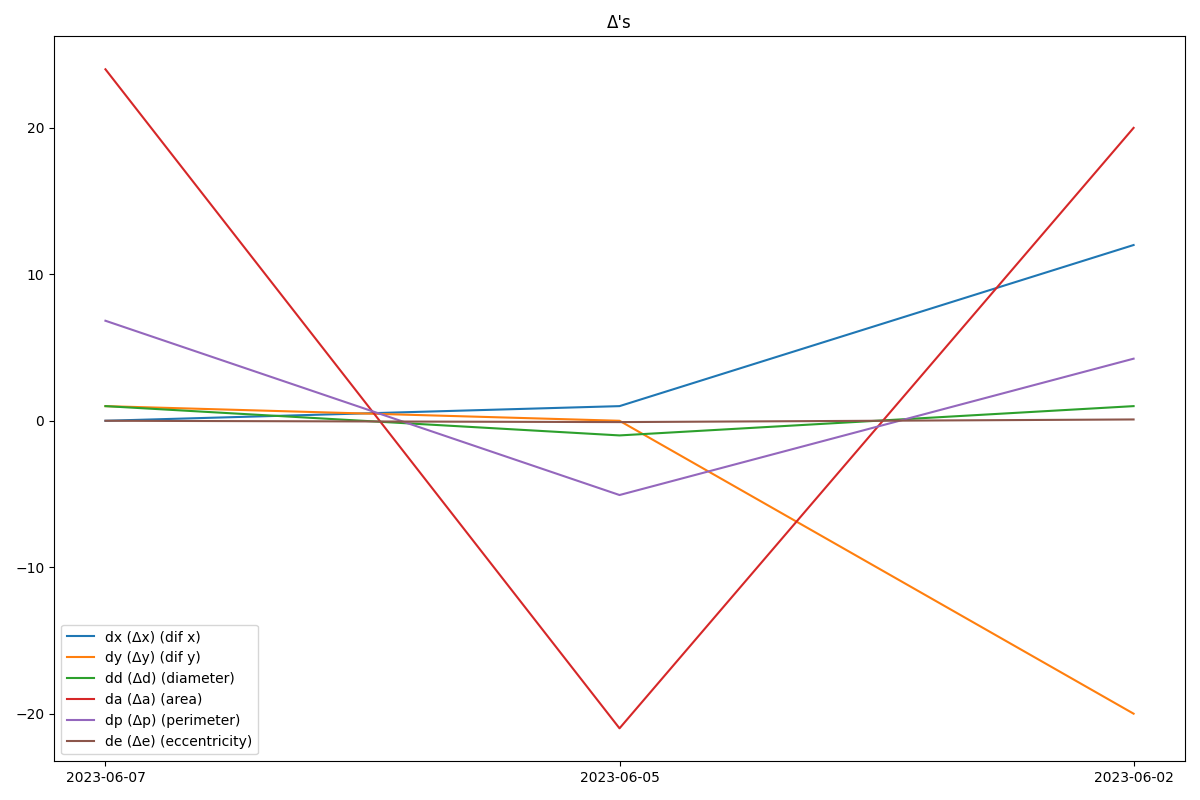 Δ's
20
10
0
−10
−20
dx (Δx) (dif x)
dy (Δy) (dif y)
dd (Δd) (diameter)
da (Δa) (area)
dp (Δp) (perimeter)
de (Δe) (eccentricity)
2023-06-07 2023-06-05 2023-06-02